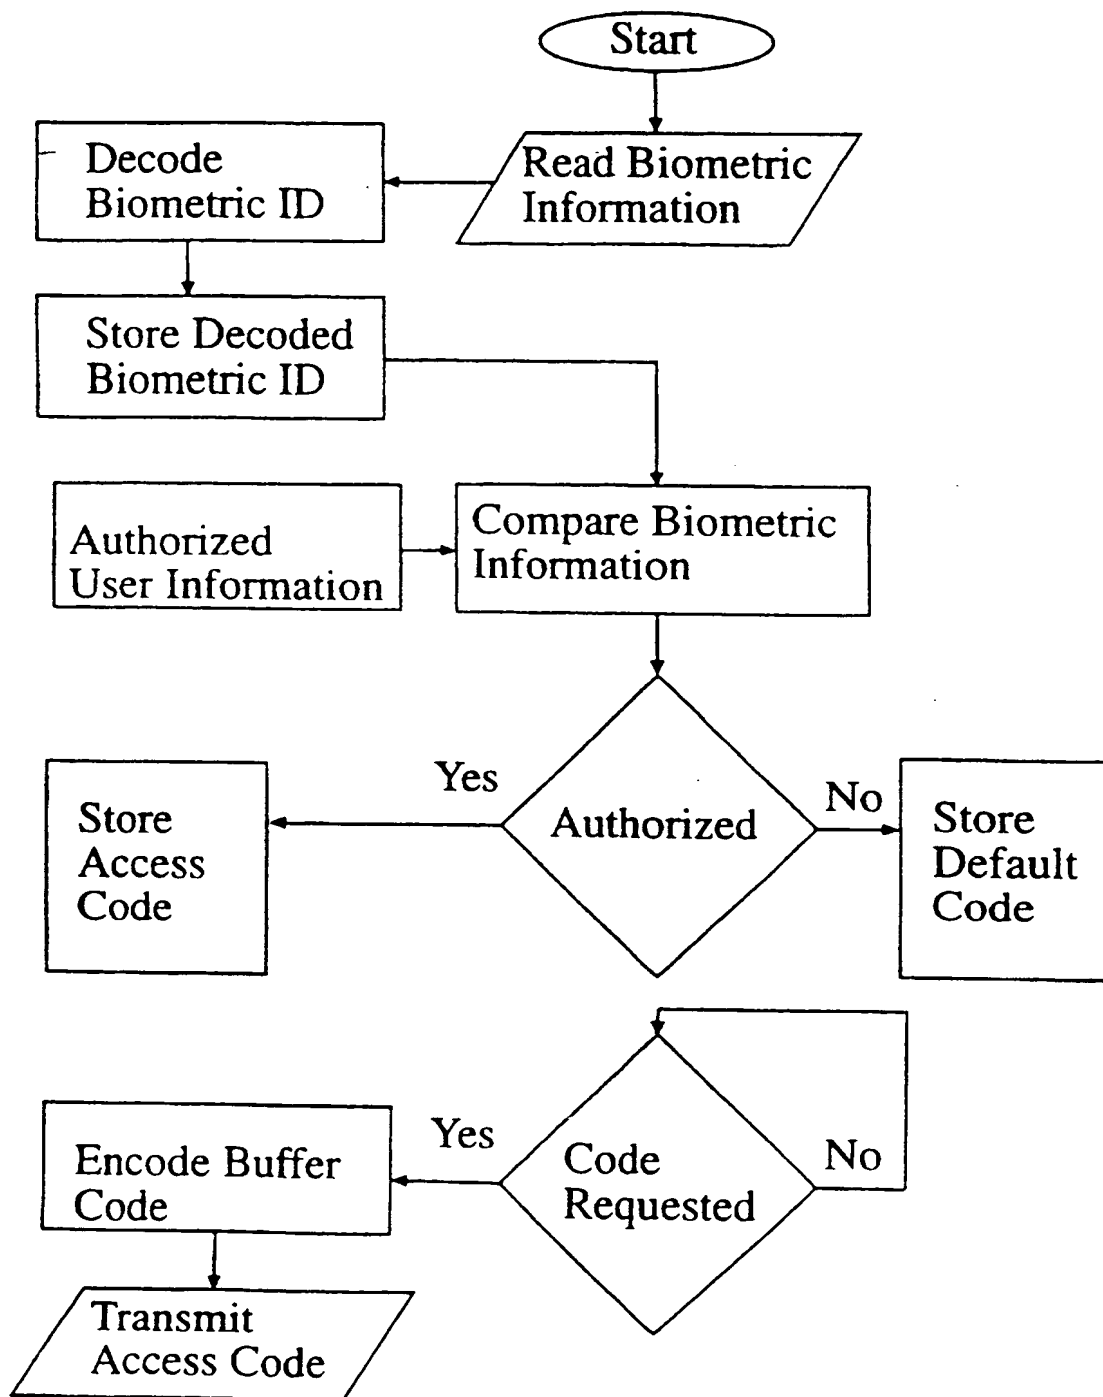 Start
Read Biometric
Information
Decode
Biometric ID
Store Decoded
Biometric ID
Authorized
User Information
Compare Biometric
Information
Yes
Authorized
No
Store
Access
Code
Store
Default
Code
Yes
Code
Requested
No
Encode Buffer
Code
Transmit
Access Code